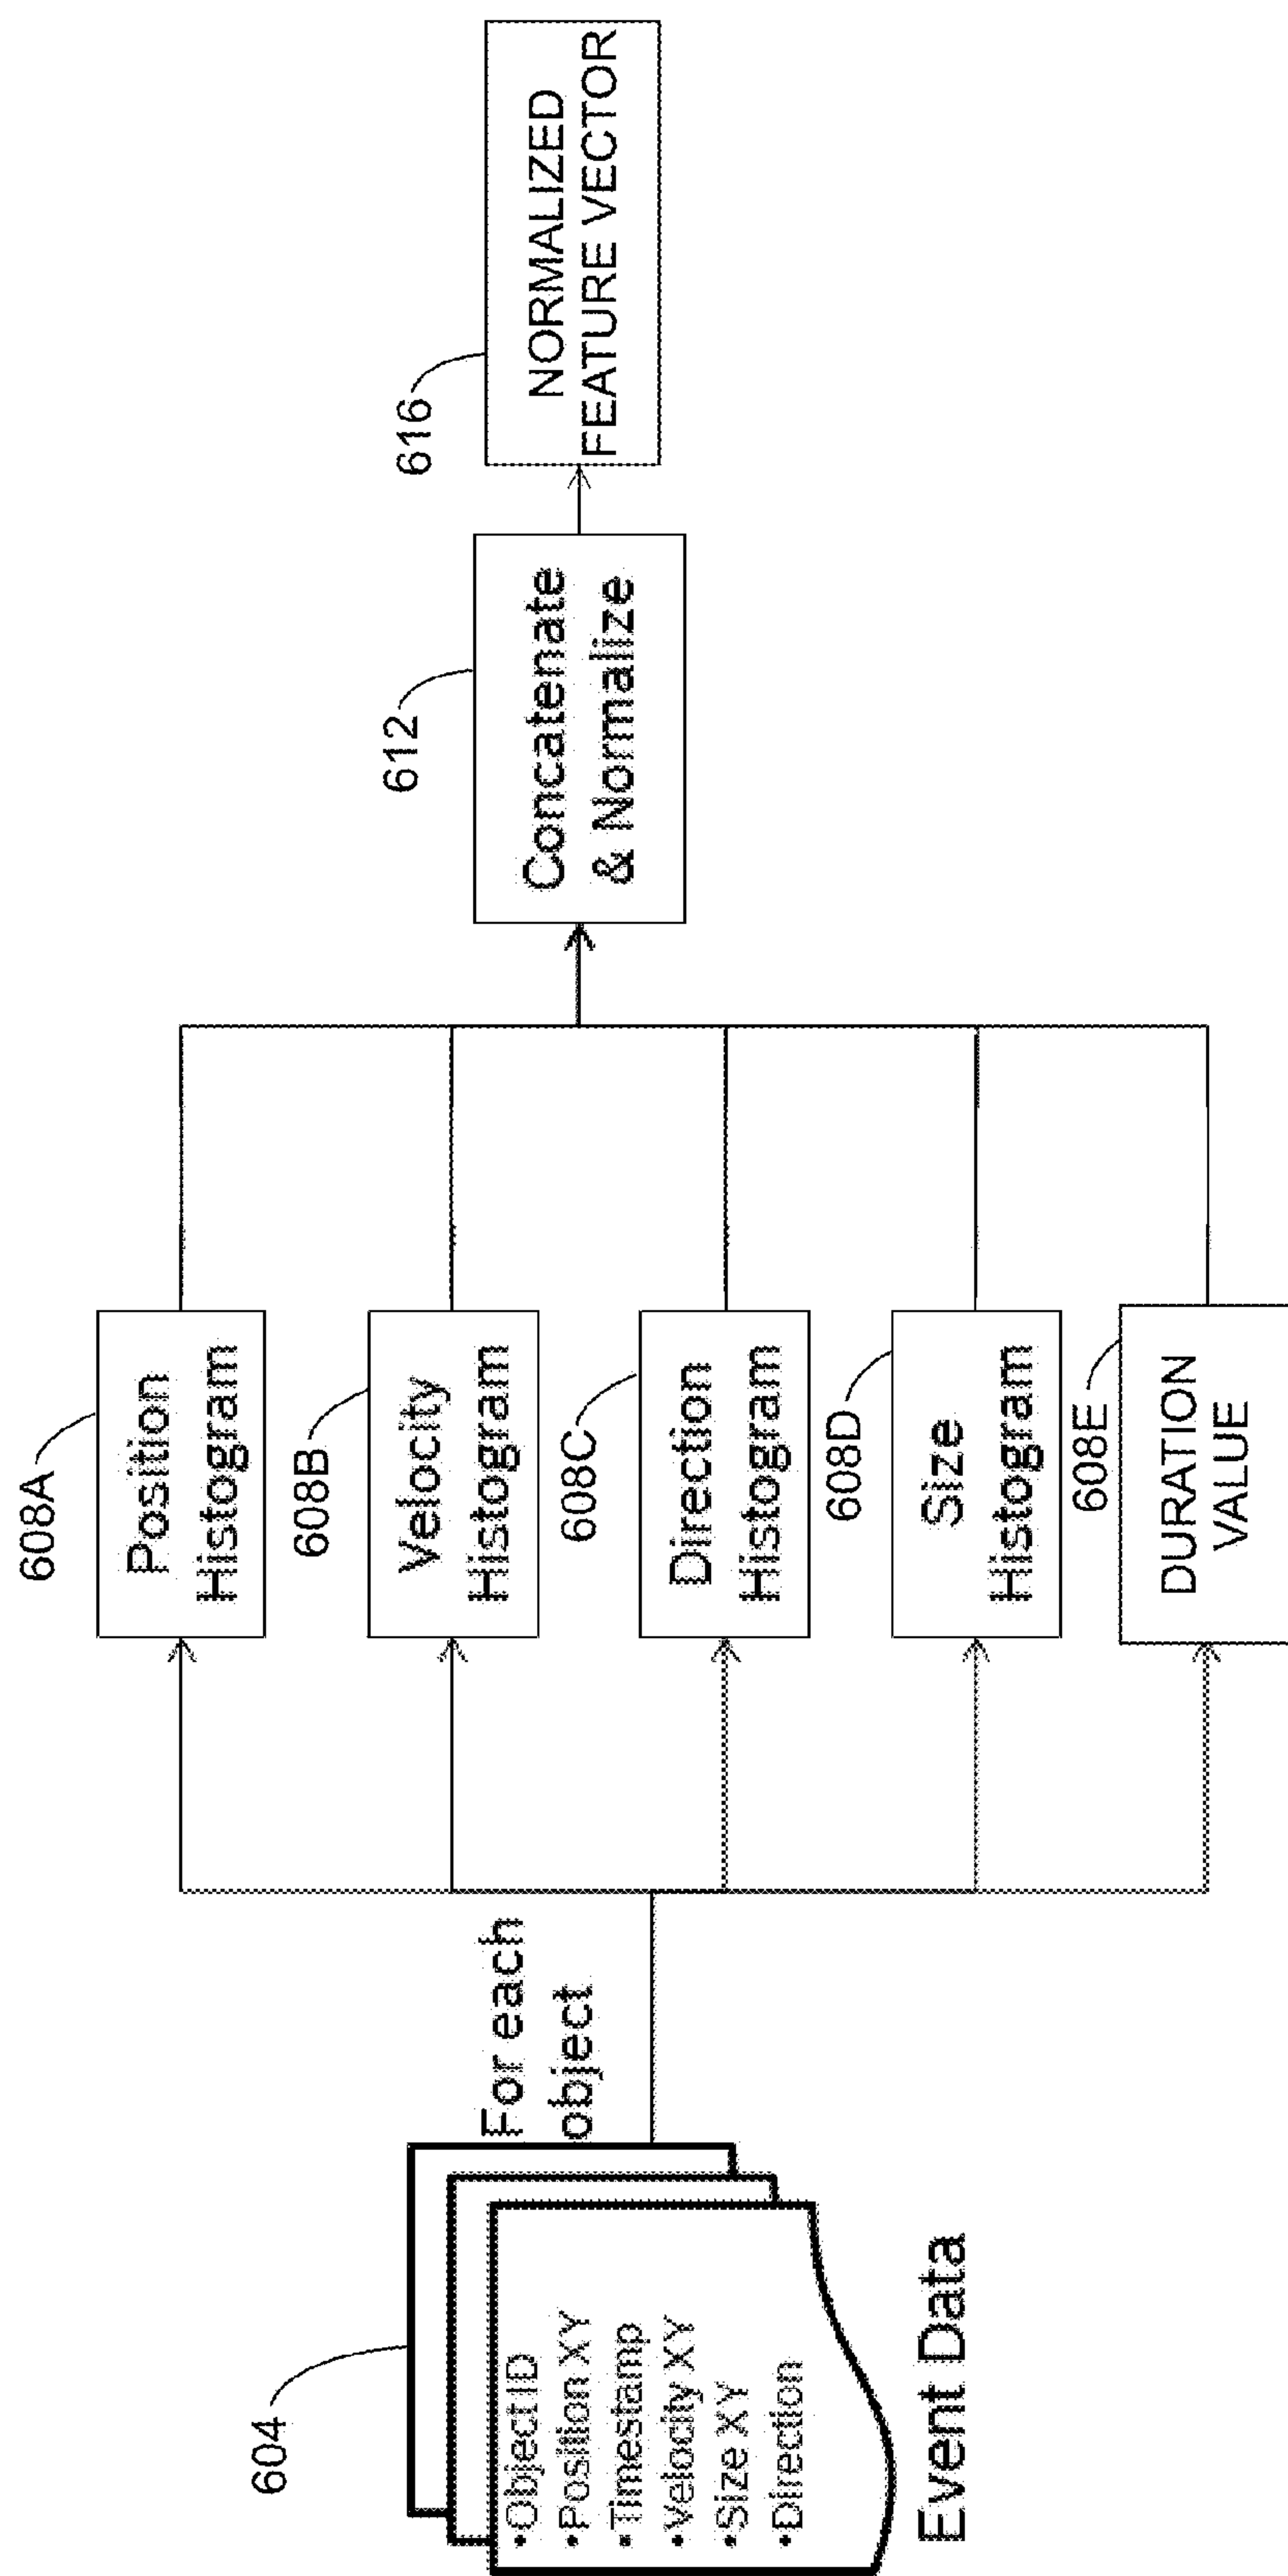 604
•Object ID
•Position XY
•Timestamp
•Velocity XY
•Size XY
•Direction
Event Data
For each
object
608A
Position
Histogram
608B
Velocity
Histogram
608C
Direction
Histogram
608D
Size
Histogram
608E
DURATION
VALUE
612
Concatenate
& Normalize
616
NORMALIZED
FEATURE VECTOR